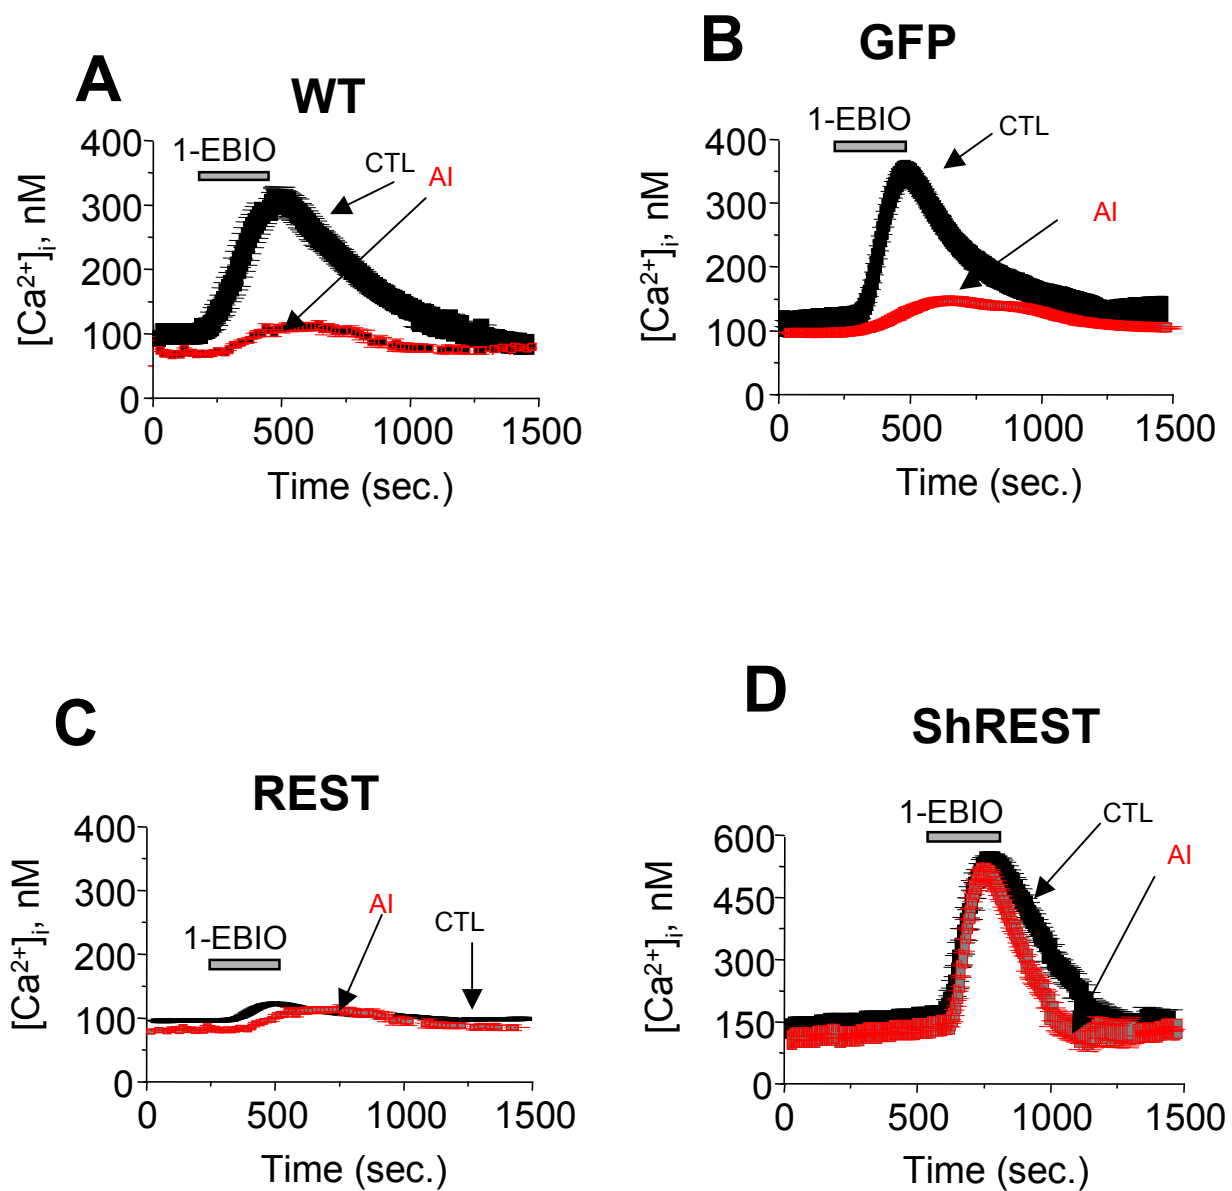 A
WT
400
300
200
100
0
[Ca2+]i, nM
1-EBIO
CTL
AI
0 500 1000 1500
Time (sec.)
B
GFP
400
300
200
100
0
[Ca2+]i, nM
1-EBIO
CTL
AI
0 500 1000 1500
Time (sec.)
C
REST
400
300
200
100
0
[Ca2+]i, nM
1-EBIO
AI
CTL
0 500 1000 1500
Time (sec.)
D
ShREST
600
450
300
150
0
[Ca2+]i, nM
1-EBIO
CTL
AI
0 500 1000 1500
Time (sec.)